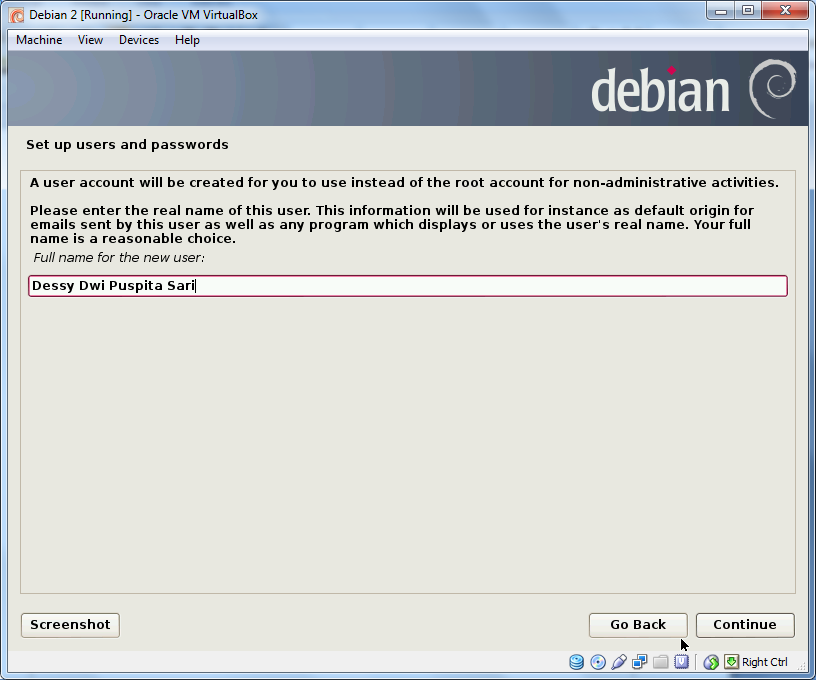 Debian 2 [Running] - Oracle VM VirtualBox
Machine View Devices Help
debian
Set up users and passwords
A user account will be created for you to use instead of the root account for non-administrative activities.
Please enter the real name of this user. This information will be used for instance as default origin for
emails sent by this user as well as any program which displays or uses the user's real name. Your full
name is a reasonable choice.
Full name for the new user:
Dessy Dwi Puspita Sari
Screenshot Go Back Continue
Right Ctrl